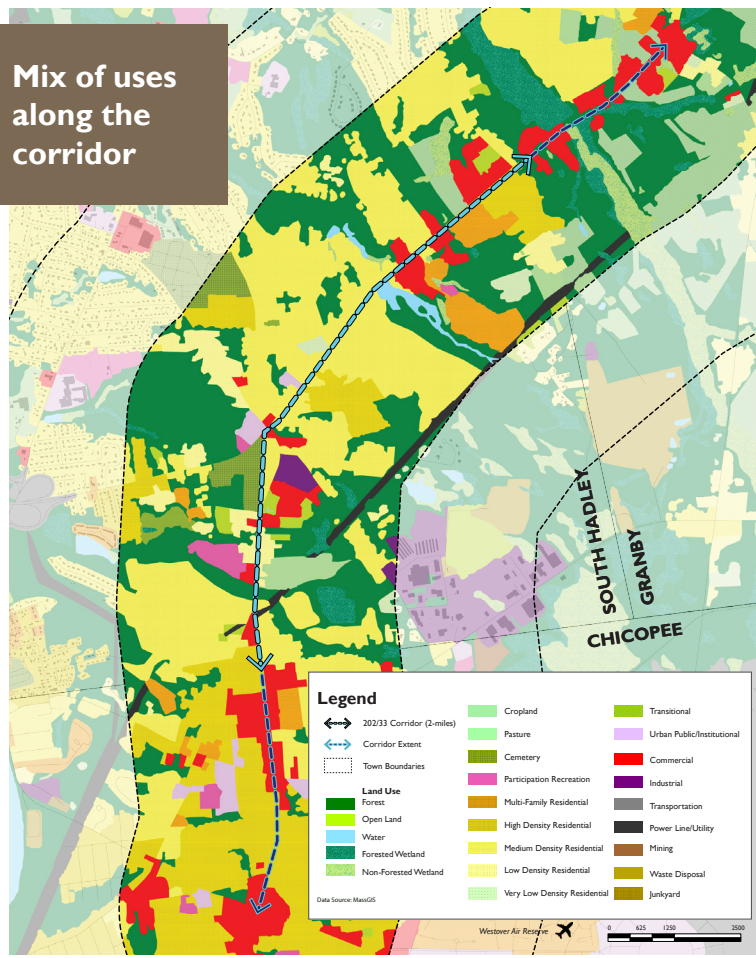 Mix of uses
along the
corridor
SOUTH HADLEY
GRANBY
CHICOPEE
Legend
202/33 Corridor (2-miles)
Corridor Extent
Town Boundaries
Land Use
Forest
Open Land
Water
Forested Wetland
Non-Forested Wetland
Data Source: MassGIS
Cropland
Pasture
Cemetery
Participation Recreation
Multi-Family Residential
High Density Residential
Medium Density Residential
Low Density Residential
Very Low Density Residential
Transitional
Urban Public/Institutional
Commercial
Industrial
Transportation
Power Line/Utility
Mining
Waste Disposal
Junkyard
Westover Air Reserve
0 625 1250 2500